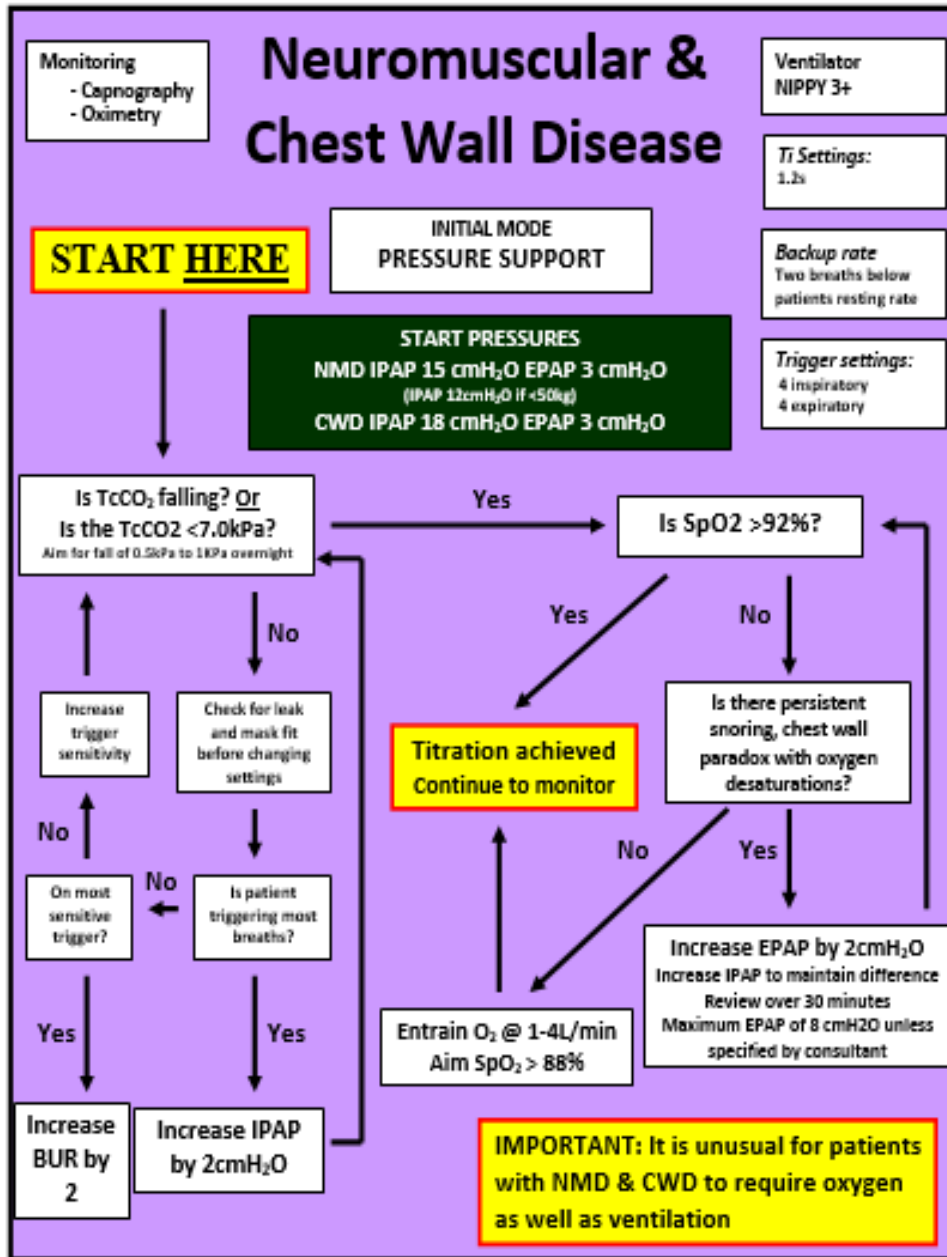 Monitoring
- Capnography
- Oximetry
Neuromuscular &
Chest Wall Disease
Ventilator
NIPPY 3+
Ti Settings:
1.2s
Backup rate
Two breaths below
patients resting rate
Trigger settings:
4 inspiratory
4 expiratory
START HERE
INITIAL MODE
PRESSURE SUPPORT
START PRESSURES
NMD IPAP 15 cmH₂O EPAP 3 cmH₂O
(IPAP 12cmH₂O if <50kg)
CWD IPAP 18 cmH₂O EPAP 3 cmH₂O
Is TcCO₂ falling? Or
Is the TcCO2 <7.0kPa?
Aim for fall of 0.5kPa to 1KPa overnight
Yes
Is SpO2 >92%?
No
Yes
No
Increase
trigger
sensitivity
Check for leak
and mask fit
before changing
settings
Titration achieved
Continue to monitor
Is there persistent
snoring, chest wall
paradox with oxygen
desaturations?
No
No
No
Yes
On most
sensitive
trigger?
Is patient
triggering most
breaths?
Increase EPAP by 2cmH₂O
Increase IPAP to maintain difference
Review over 30 minutes
Maximum EPAP of 8 cmH2O unless
specified by consultant
Yes
Yes
Entrain O₂ @ 1-4L/min
Aim SpO₂ > 88%
Increase
BUR by
2
Increase IPAP
by 2cmH₂O
IMPORTANT: It is unusual for patients
with NMD & CWD to require oxygen
as well as ventilation